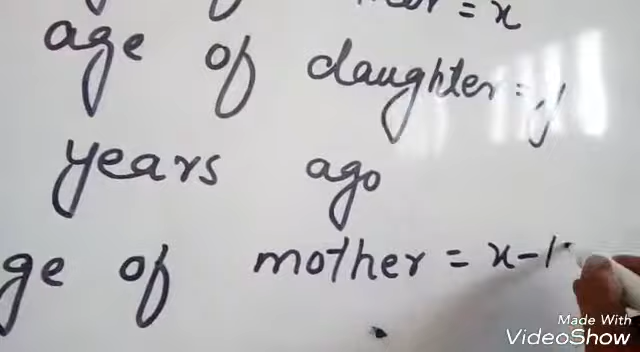 = x
age of daughter = y
years ago
ge of mother = x - 1
Made With
VideoShow